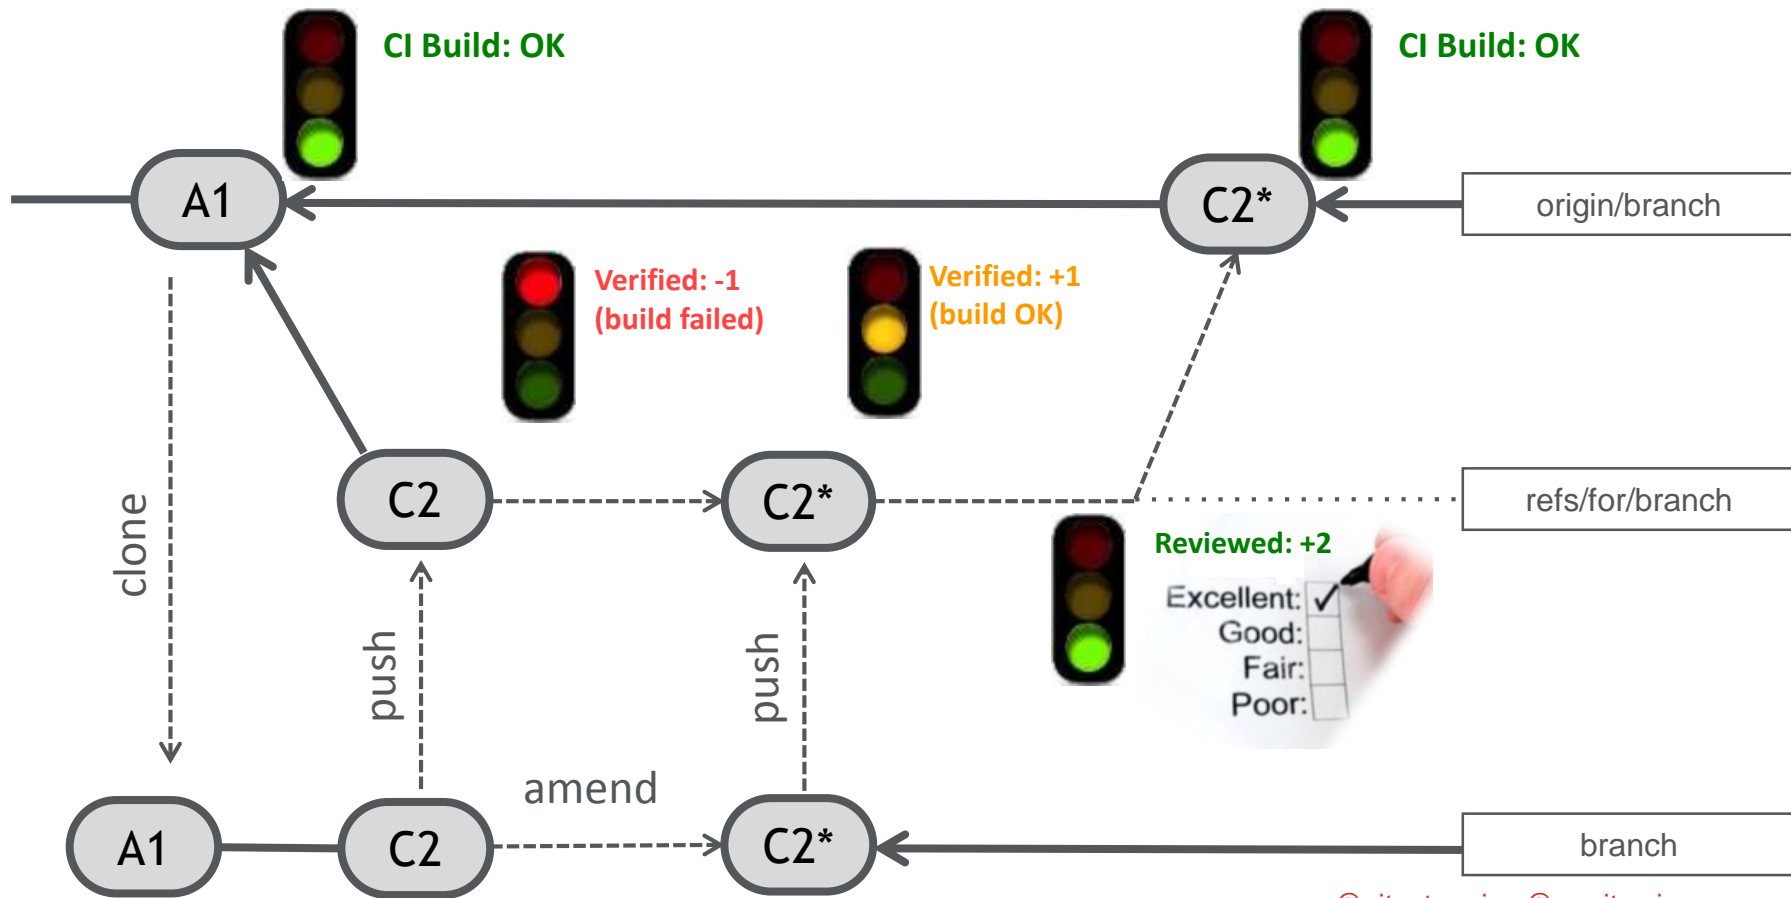 CI Build: OK
CI Build: OK
A1
C2*
origin/branch
Verified: -1
(build failed)
Verified: +1
(build OK)
clone
C2
C2*
refs/for/branch
Reviewed: +2
Excellent: ✓
Good:
Fair:
Poor:
push
push
amend
A1
C2
C2*
branch